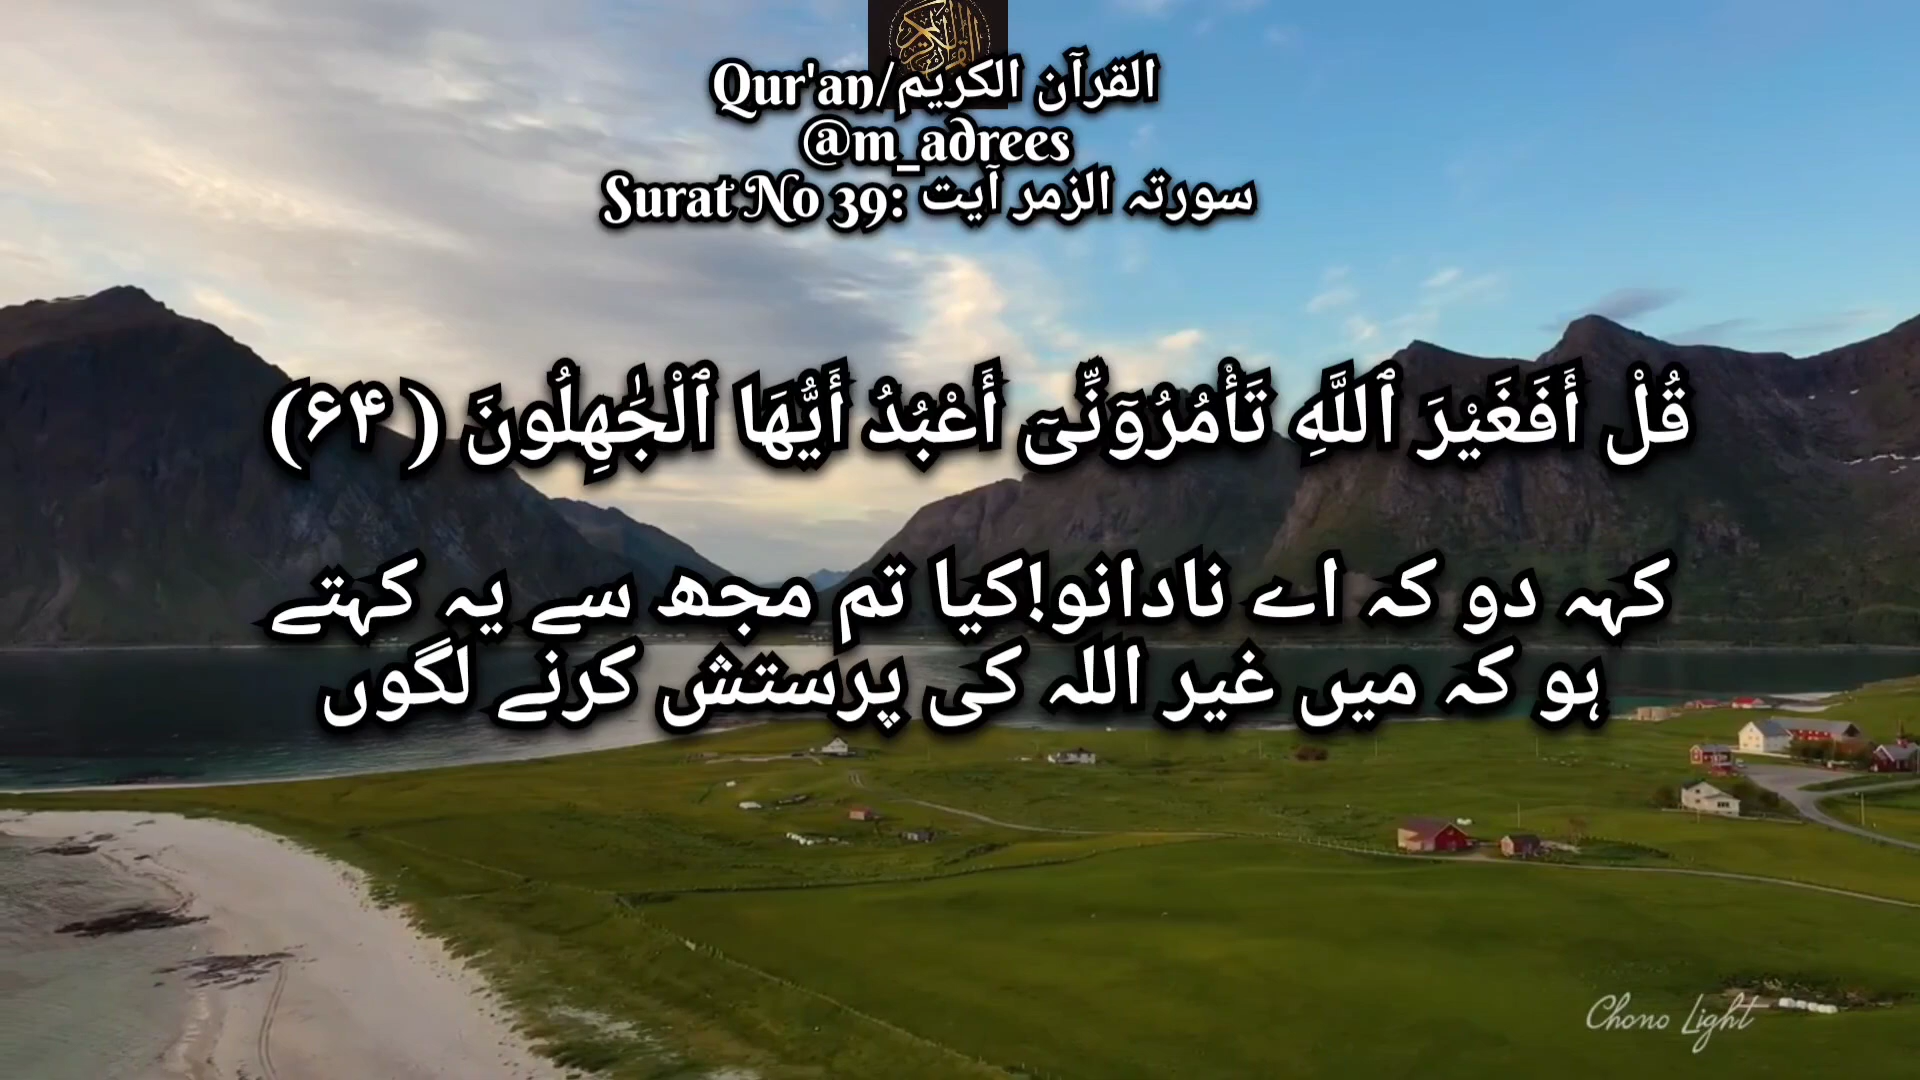 Qur'an/القرآن الكريم
@m_adrees
Surat No 39: سورتہ الزمر آیت
قُلْ أَفَغَيْرَ ٱللَّهِ تَأْمُرُوٓنِّىٓ أَعْبُدُ أَيُّهَا ٱلْجَٰهِلُونَ (۶۴)
کہہ دو کہ اے نادانو!کیا تم مجھ سے یہ کہتے
ہو کہ میں غیر اللہ کی پرستش کرنے لگوں
Chono Light